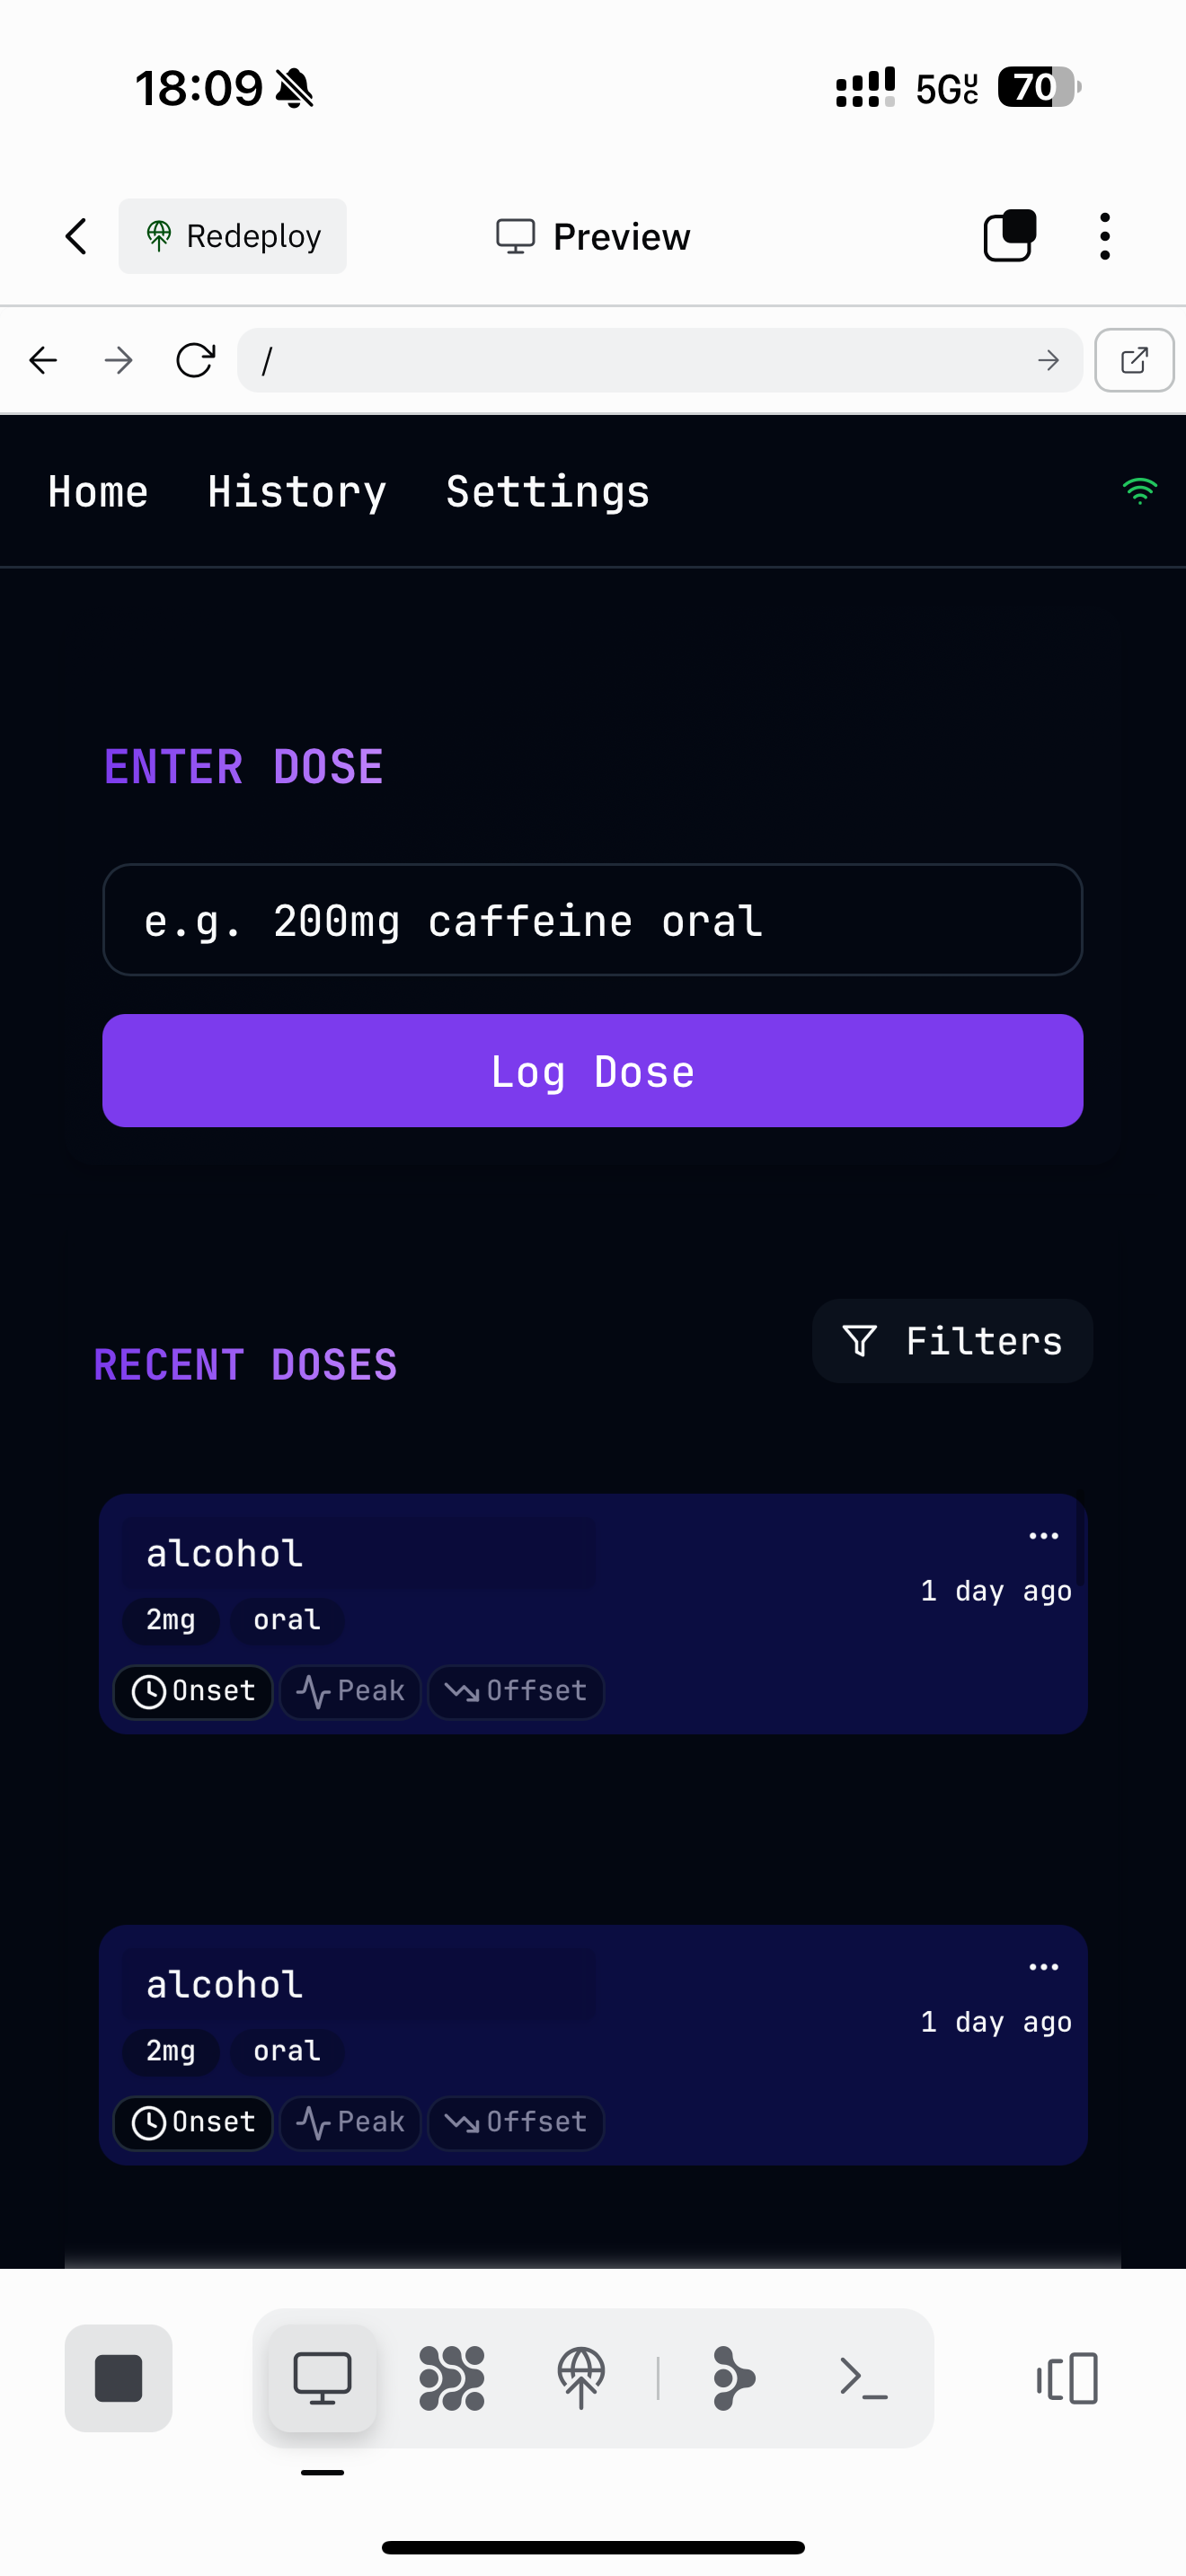 18:09
5G UC
70
Redeploy
Preview
/
Home History Settings
ENTER DOSE
e.g. 200mg caffeine oral
Log Dose
Filters
RECENT DOSES
alcohol
1 day ago
2mg oral
Onset Peak Offset
alcohol
1 day ago
2mg oral
Onset Peak Offset